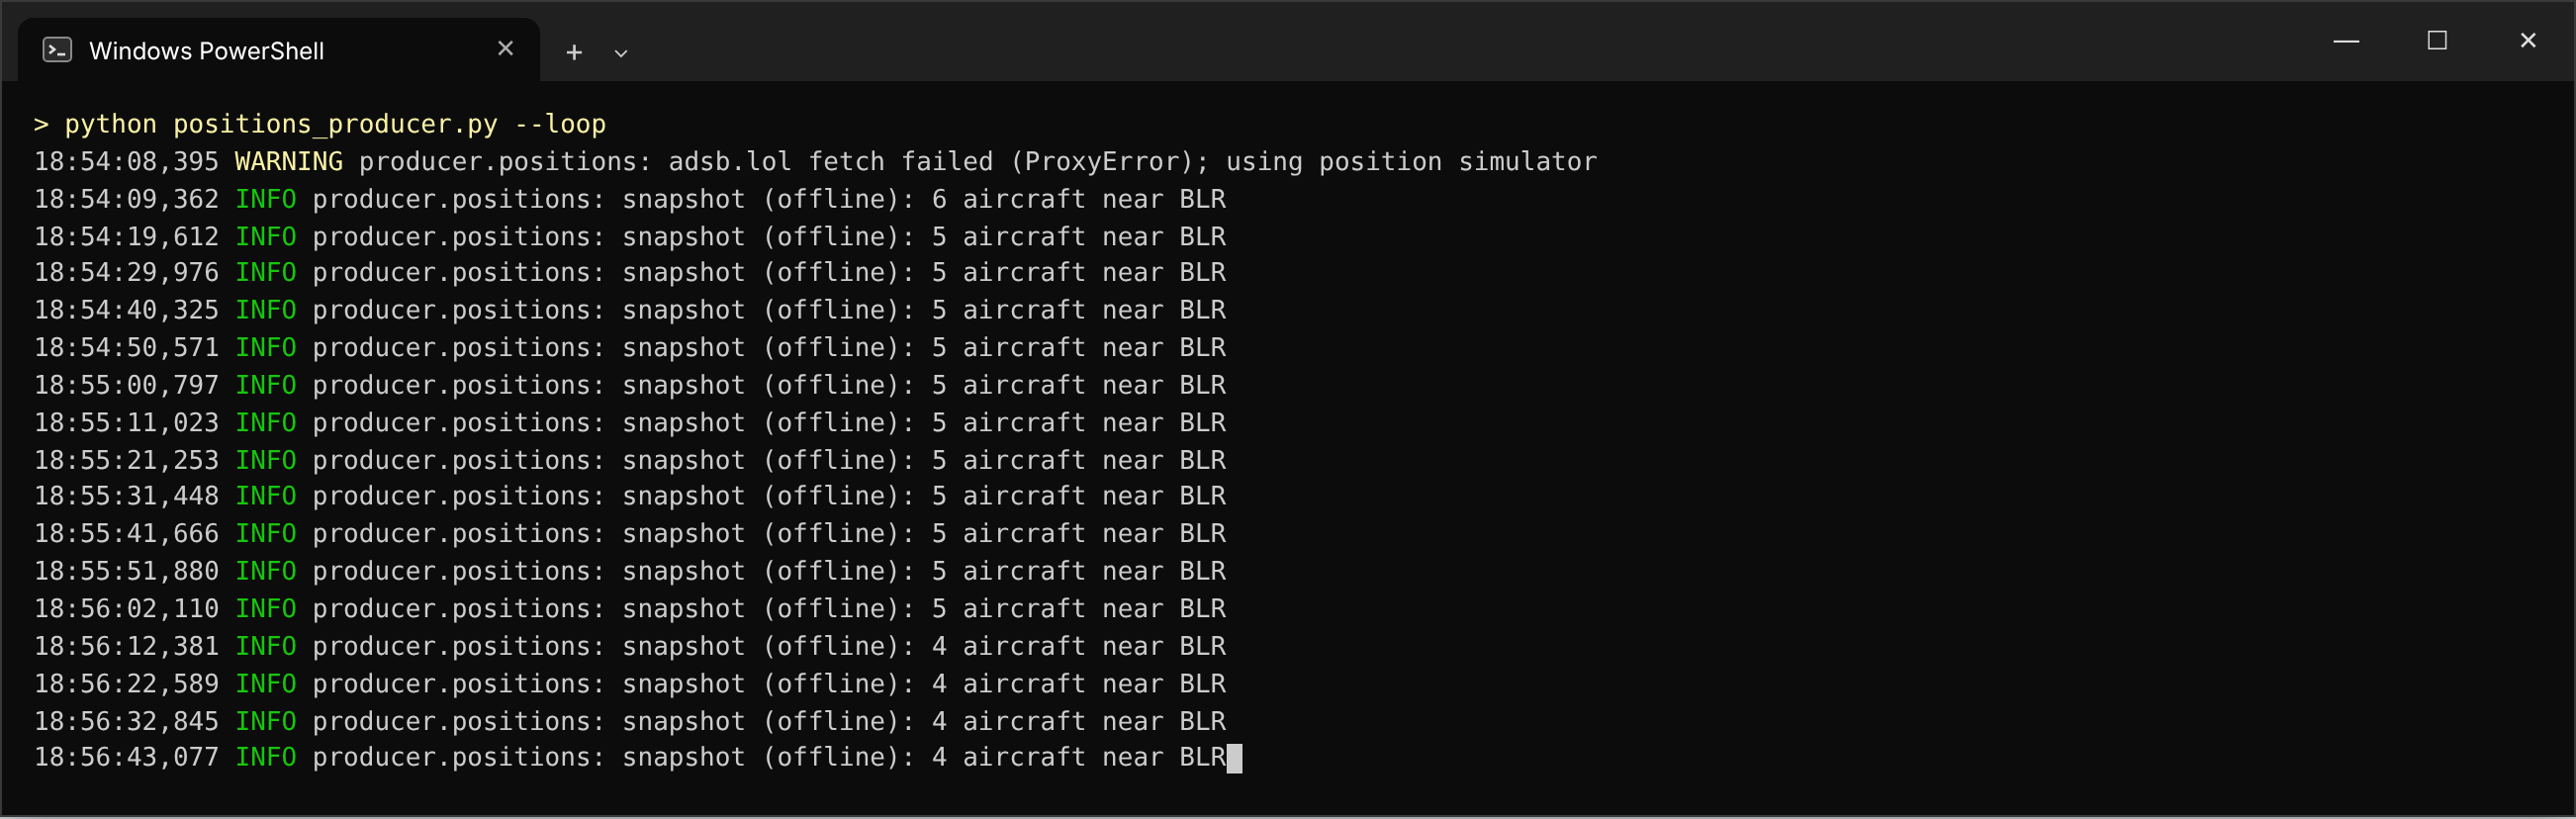 Windows PowerShell
> python positions_producer.py --loop
18:54:08,395 WARNING producer.positions: adsb.lol fetch failed (ProxyError); using position simulator
18:54:09,362 INFO producer.positions: snapshot (offline): 6 aircraft near BLR
18:54:19,612 INFO producer.positions: snapshot (offline): 5 aircraft near BLR
18:54:29,976 INFO producer.positions: snapshot (offline): 5 aircraft near BLR
18:54:40,325 INFO producer.positions: snapshot (offline): 5 aircraft near BLR
18:54:50,571 INFO producer.positions: snapshot (offline): 5 aircraft near BLR
18:55:00,797 INFO producer.positions: snapshot (offline): 5 aircraft near BLR
18:55:11,023 INFO producer.positions: snapshot (offline): 5 aircraft near BLR
18:55:21,253 INFO producer.positions: snapshot (offline): 5 aircraft near BLR
18:55:31,448 INFO producer.positions: snapshot (offline): 5 aircraft near BLR
18:55:41,666 INFO producer.positions: snapshot (offline): 5 aircraft near BLR
18:55:51,880 INFO producer.positions: snapshot (offline): 5 aircraft near BLR
18:56:02,110 INFO producer.positions: snapshot (offline): 5 aircraft near BLR
18:56:12,381 INFO producer.positions: snapshot (offline): 4 aircraft near BLR
18:56:22,589 INFO producer.positions: snapshot (offline): 4 aircraft near BLR
18:56:32,845 INFO producer.positions: snapshot (offline): 4 aircraft near BLR
18:56:43,077 INFO producer.positions: snapshot (offline): 4 aircraft near BLR